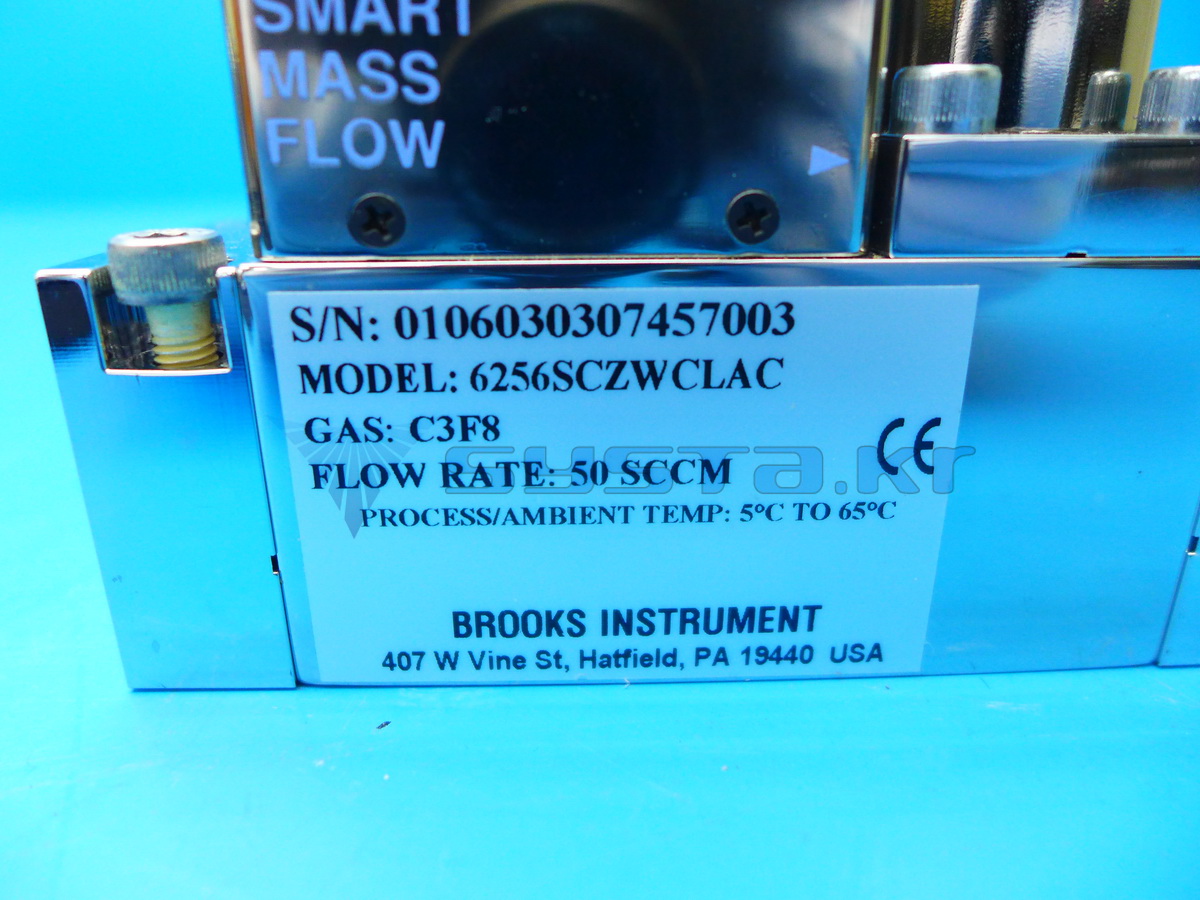 SMART
MASS
FLOW
S/N: 0106030307457003
MODEL: 6256SCZWCLAC
GAS: C3F8
CE
systa.kr
FLOW RATE: 50 SCCM
PROCESS/AMBIENT TEMP: 5°C TO 65°C
BROOKS INSTRUMENT
407 W Vine St, Hatfield, PA 19440 USA